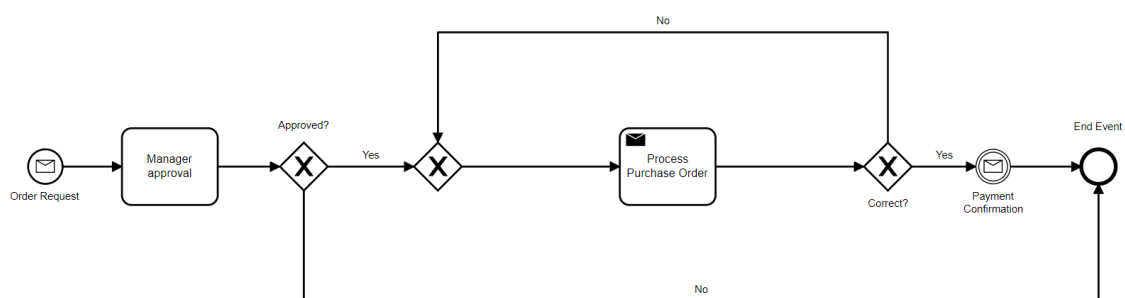 No
Approved?
End Event
Manager
approval
Yes
Process
Purchase Order
Yes
Order Request
Correct?
Payment
Confirmation
No